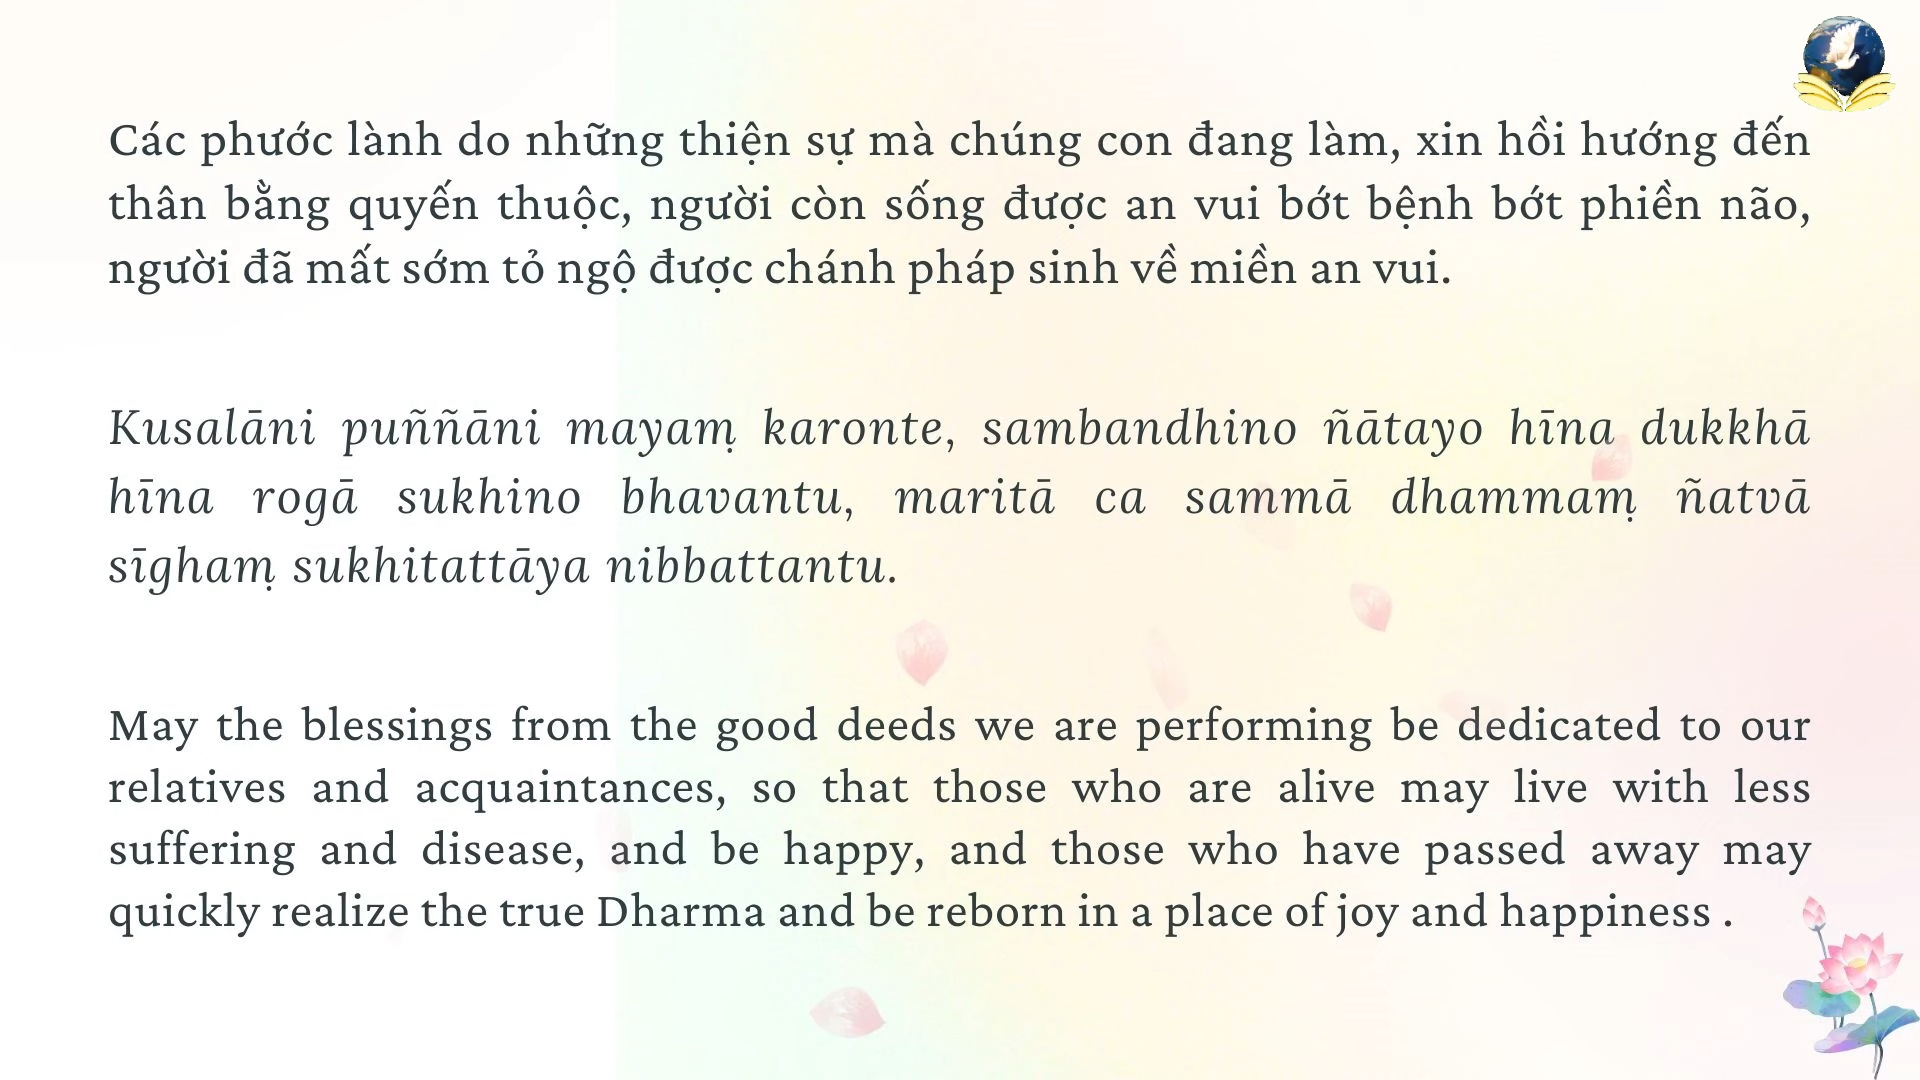 Các phước lành do những thiện sự mà chúng con đang làm, xin hồi hướng đến
thân bằng quyến thuộc, người còn sống được an vui bớt bệnh bớt phiền não,
người đã mất sớm tỏ ngộ được chánh pháp sinh về miền an vui.
Kusalāni puññāni mayaṃ karonte, sambandhino ñātayo hīna dukkhā
hīna rogā sukhino bhavantu, maritā ca sammā dhammaṃ ñatvā
sīghaṃ sukhitattāya nibbattantu.
May the blessings from the good deeds we are performing be dedicated to our
relatives and acquaintances, so that those who are alive may live with less
suffering and disease, and be happy, and those who have passed away may
quickly realize the true Dharma and be reborn in a place of joy and happiness .